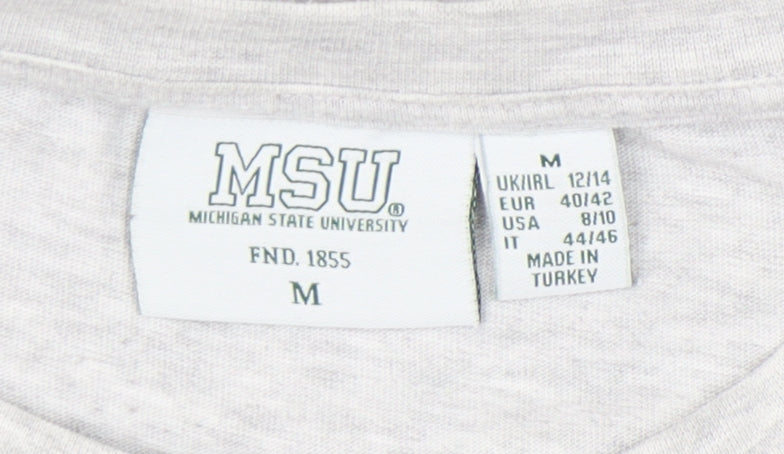 MSU®
MICHIGAN STATE UNIVERSITY
FND. 1855
M
M
UK/IRL 12/14
EUR 40/42
USA 8/10
IT 44/46
MADE IN
TURKEY